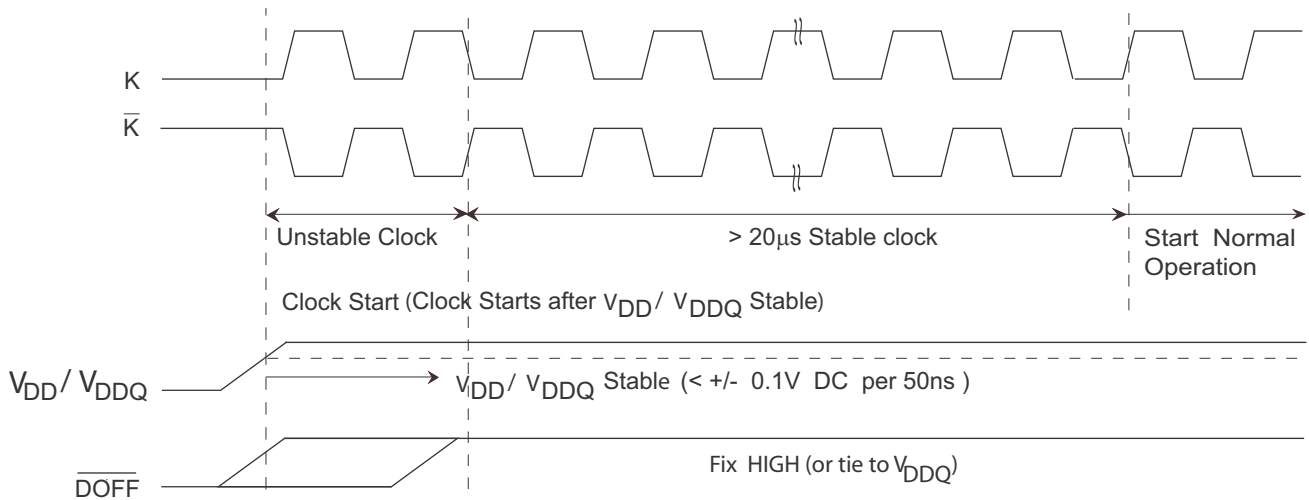 K
K̅
Unstable Clock
> 20μs Stable clock
Start Normal
Operation
Clock Start (Clock Starts after VDD/ VDDQ Stable)
VDD/ VDDQ
VDD/ VDDQ Stable (< +/- 0.1V DC per 50ns )
D̅O̅F̅F̅
Fix HIGH (or tie to VDDQ)